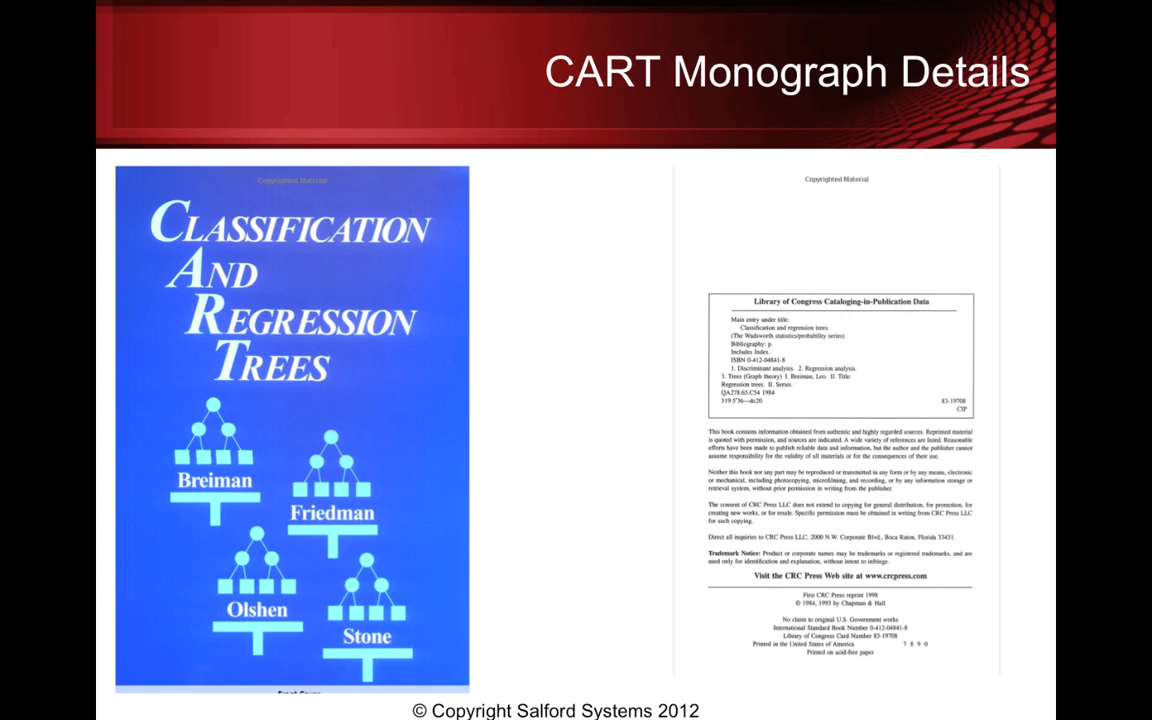 CART Monograph Details
Copyrighted Material
CLASSIFICATION
AND
REGRESSION
TREES
Breiman
Friedman
Olshen
Stone
Copyrighted Material
Library of Congress Cataloging-in-Publication Data
Main entry under title:
Classification and regression trees.
(The Wadsworth statistics/probability series)
Bibliography: p.
Includes Index.
ISBN 0-412-04841-8
1. Discriminant analysis. 2. Regression analysis.
3. Trees (Graph theory) I. Breiman, Leo. II. Title:
Regression trees. II. Series.
QA278.65.C54 1984
519.5'36—dc20 83-19708
CIP
This book contains information obtained from authentic and highly regarded sources. Reprinted material
is quoted with permission, and sources are indicated. A wide variety of references are listed. Reasonable
efforts have been made to publish reliable data and information, but the author and the publisher cannot
assume responsibility for the validity of all materials or for the consequences of their use.
Neither this book nor any part may be reproduced or transmitted in any form or by any means, electronic
or mechanical, including photocopying, microfilming, and recording, or by any information storage or
retrieval system, without prior permission in writing from the publisher.
The consent of CRC Press LLC does not extend to copying for general distribution, for promotion, for
creating new works, or for resale. Specific permission must be obtained in writing from CRC Press LLC
for such copying.
Direct all inquiries to CRC Press LLC, 2000 N.W. Corporate Blvd., Boca Raton, Florida 33431.
Trademark Notice: Product or corporate names may be trademarks or registered trademarks, and are
used only for identification and explanation, without intent to infringe.
Visit the CRC Press Web site at www.crcpress.com
First CRC Press reprint 1998
© 1984, 1993 by Chapman & Hall
No claim to original U.S. Government works
International Standard Book Number 0-412-04841-8
Library of Congress Card Number 83-19708
Printed in the United States of America 7 8 9 0
Printed on acid-free paper
© Copyright Salford Systems 2012